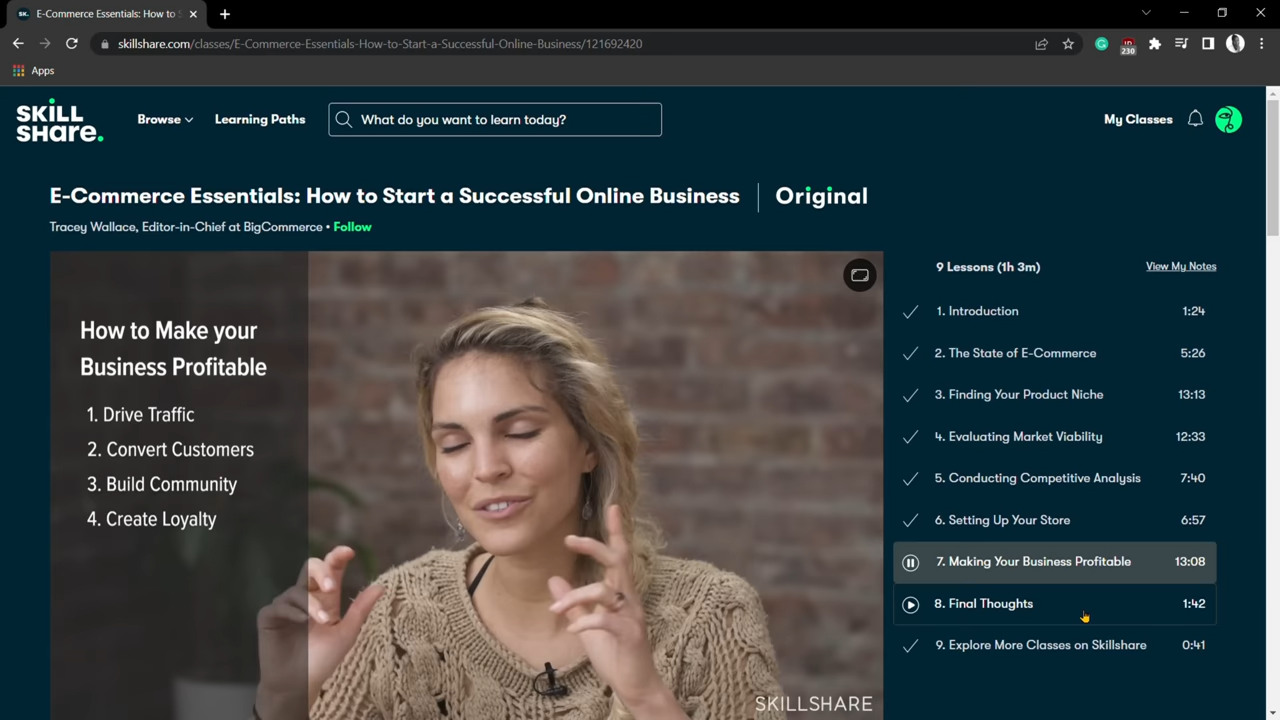 E-Commerce Essentials: How to S
skillshare.com/classes/E-Commerce-Essentials-How-to-Start-a-Successful-Online-Business/121692420
230
Apps
SKILL
SHARE.
Browse
Learning Paths
What do you want to learn today?
My Classes
E-Commerce Essentials: How to Start a Successful Online Business
Original
Tracey Wallace, Editor-in-Chief at BigCommerce • Follow
How to Make your
Business Profitable
1. Drive Traffic
2. Convert Customers
3. Build Community
4. Create Loyalty
SKILLSHARE
9 Lessons (1h 3m)
View My Notes
1. Introduction 1:24
2. The State of E-Commerce 5:26
3. Finding Your Product Niche 13:13
4. Evaluating Market Viability 12:33
5. Conducting Competitive Analysis 7:40
6. Setting Up Your Store 6:57
7. Making Your Business Profitable 13:08
8. Final Thoughts 1:42
9. Explore More Classes on Skillshare 0:41